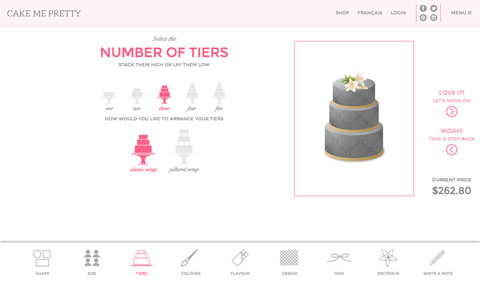 CAKE ME PRETTY
SHOP FRANÇAIS LOGIN MENU
Select the
NUMBER OF TIERS
STACK THEM HIGH OR LAY THEM LOW
one two three four five
HOW WOULD YOU LIKE TO ARRANGE YOUR TIERS
classic setup pillared setup
LOVE IT!
LET'S MOVE ON
WOAH!
TAKE A STEP BACK
CURRENT PRICE
$262.80
SHAPE SIZE TIERS COLOURS FLAVOUR DESIGN TRIM DECORATE WRITE A NOTE